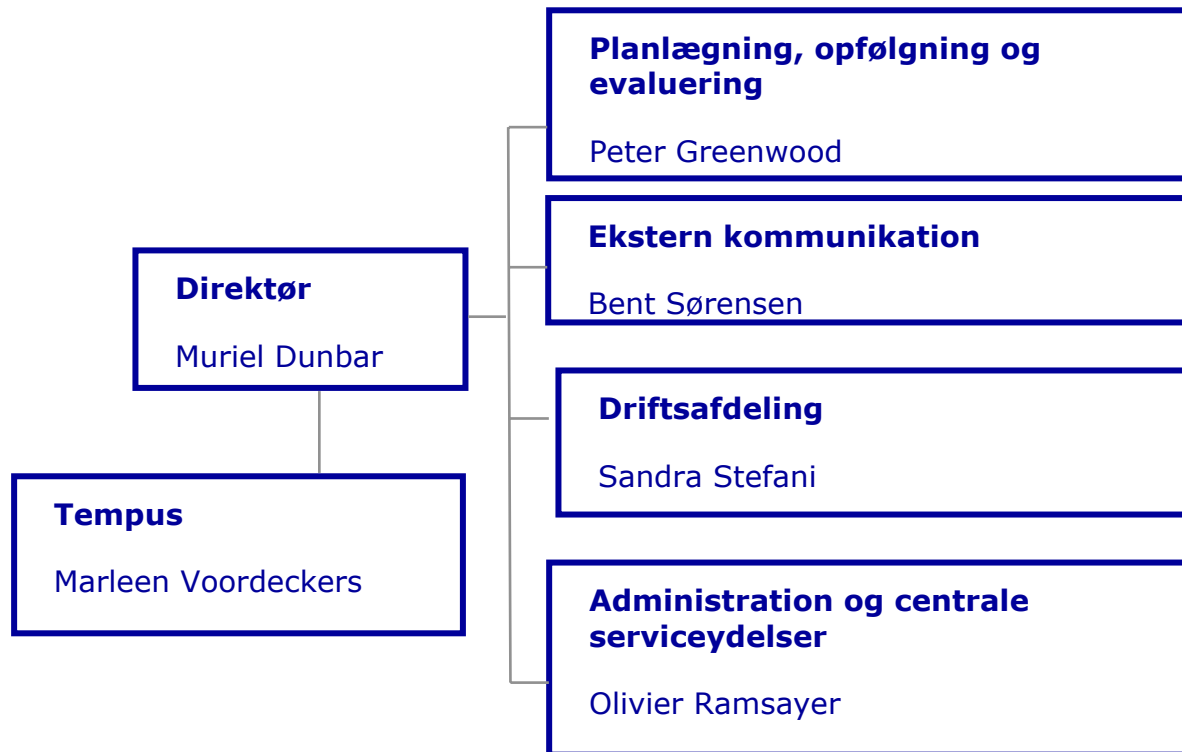 Planlægning, opfølgning og
evaluering
Peter Greenwood
Ekstern kommunikation
Bent Sørensen
Direktør
Muriel Dunbar
Driftsafdeling
Sandra Stefani
Tempus
Marleen Voordeckers
Administration og centrale
serviceydelser
Olivier Ramsayer